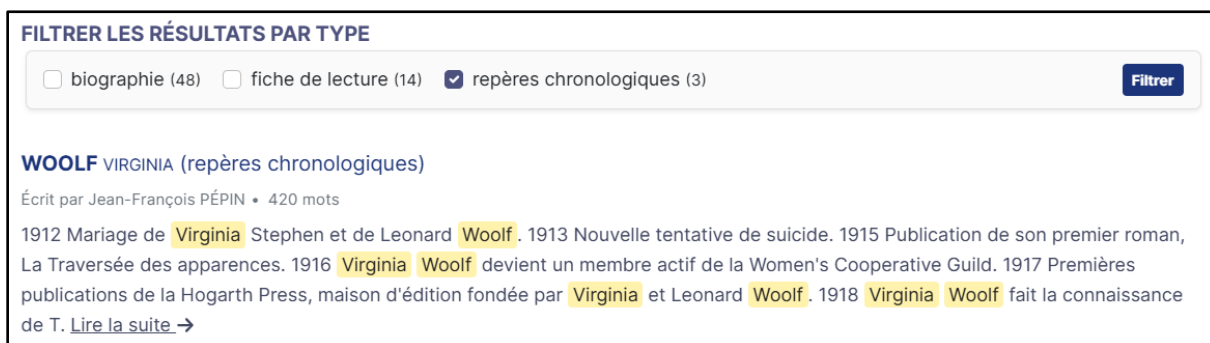 FILTRER LES RÉSULTATS PAR TYPE
biographie (48) fiche de lecture (14) repères chronologiques (3) Filtrer
WOOLF VIRGINIA (repères chronologiques)
Écrit par Jean-François PÉPIN • 420 mots
1912 Mariage de Virginia Stephen et de Leonard Woolf. 1913 Nouvelle tentative de suicide. 1915 Publication de son premier roman,
La Traversée des apparences. 1916 Virginia Woolf devient un membre actif de la Women's Cooperative Guild. 1917 Premières
publications de la Hogarth Press, maison d'édition fondée par Virginia et Leonard Woolf. 1918 Virginia Woolf fait la connaissance
de T. Lire la suite →